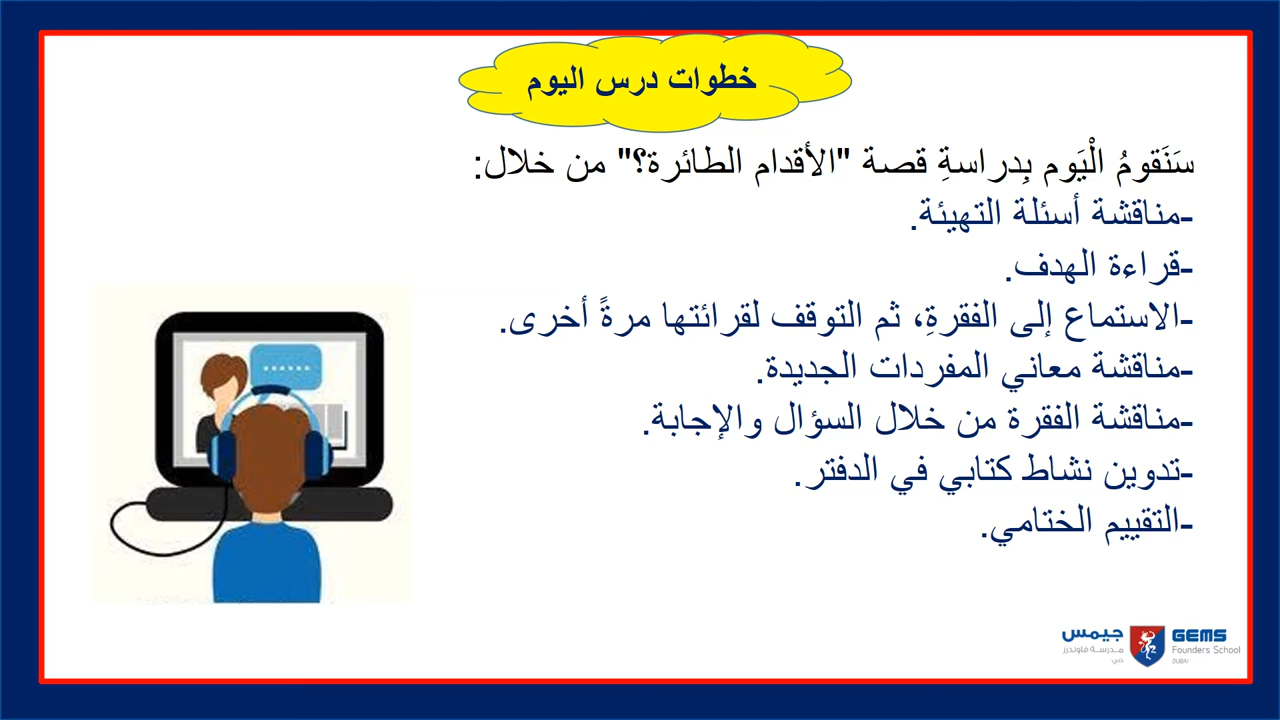 خطوات درس اليوم
سَنَقومُ الْيَوم بِدراسةِ قصة "الأقدام الطائرة؟" من خلال:
-مناقشة أسئلة التهيئة.
-قراءة الهدف.
-الاستماع إلى الفقرةِ، ثم التوقف لقرائتها مرةً أخرى.
-مناقشة معاني المفردات الجديدة.
-مناقشة الفقرة من خلال السؤال والإجابة.
-تدوين نشاط كتابي في الدفتر.
-التقييم الختامي.
جيمس GEMS
مدرسة فاوندرز Founders School
دبي DUBAI